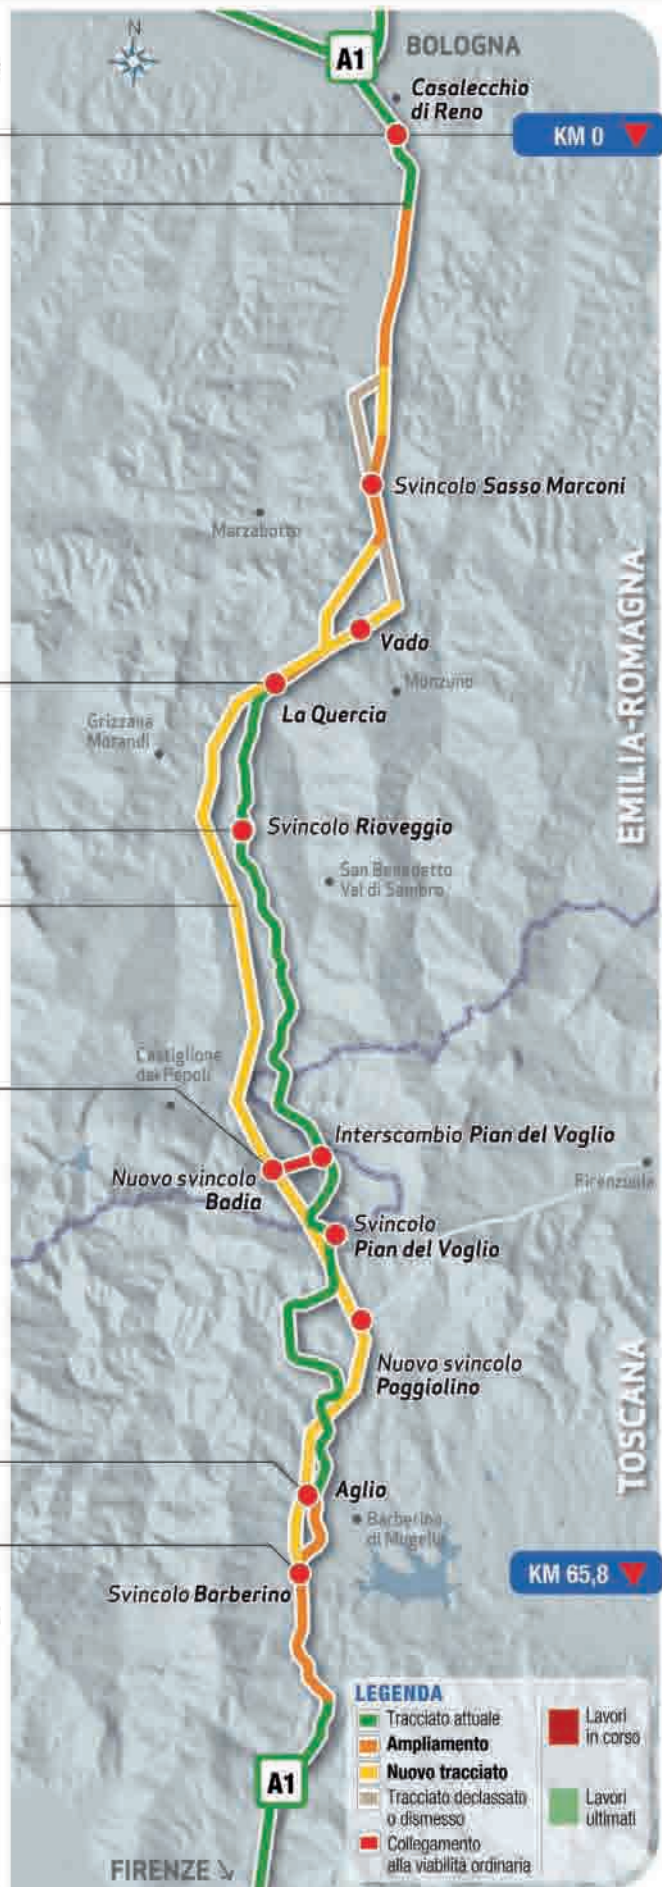 N
A1
BOLOGNA
Casalecchio
di Reno
KM 0
Svincolo Sasso Marconi
Marzabotto
Vado
Monzuno
La Quercia
Grizzana
Morandi
EMILIA-ROMAGNA
Svincolo Rioveggio
San Benedetto
Val di Sambro
Castiglione
dei Pepoli
Interscambio Pian del Voglio
Nuovo svincolo
Badia
Firenzuola
Svincolo
Pian del Voglio
Nuovo svincolo
Poggiolino
TOSCANA
Aglio
Barberino
di Mugello
KM 65,8
Svincolo Barberino
LEGENDA
Tracciato attuale
Ampliamento
Nuovo tracciato
Tracciato declassato
o dismesso
Collegamento
alla viabilità ordinaria
Lavori
in corso
Lavori
ultimati
A1
FIRENZE